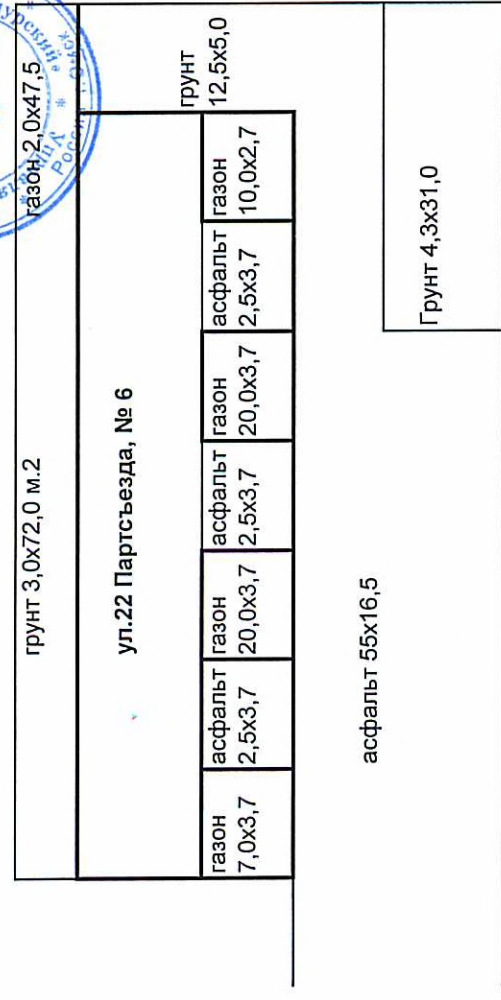 грунт 3,0х72,0 м.2
газон 2,0х47,5
ул.22 Партсъезда, № 6
грунт
12,5х5,0
газон
7,0х3,7
асфальт
2,5х3,7
газон
20,0х3,7
асфальт
2,5х3,7
газон
20,0х3,7
асфальт
2,5х3,7
газон
10,0х2,7
асфальт 55х16,5
Грунт 4,3х31,0